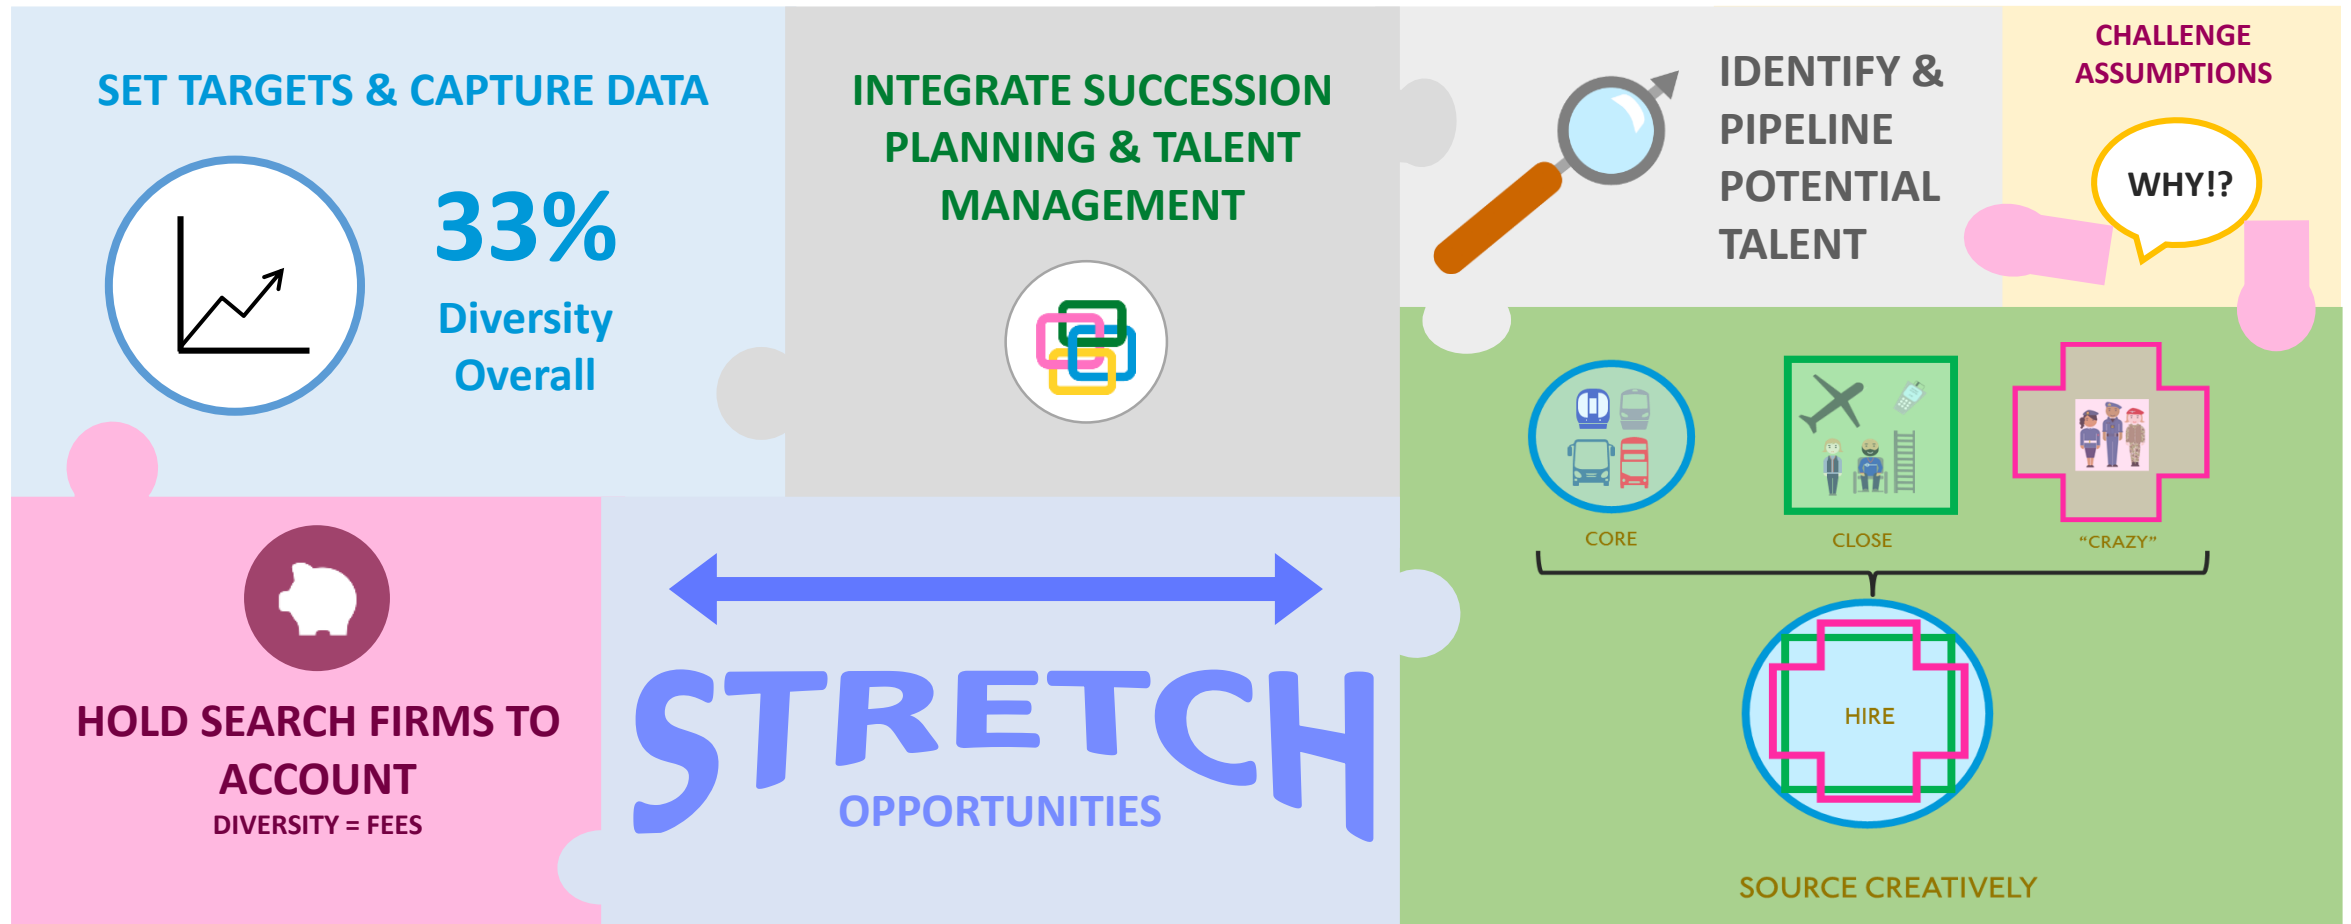 SET TARGETS & CAPTURE DATA
33%
Diversity
Overall
INTEGRATE SUCCESSION
PLANNING & TALENT
MANAGEMENT
IDENTIFY &
PIPELINE
POTENTIAL
TALENT
CHALLENGE
ASSUMPTIONS
WHY!?
HOLD SEARCH FIRMS TO
ACCOUNT
DIVERSITY = FEES
STRETCH
OPPORTUNITIES
CORE
CLOSE
“CRAZY”
HIRE
SOURCE CREATIVELY